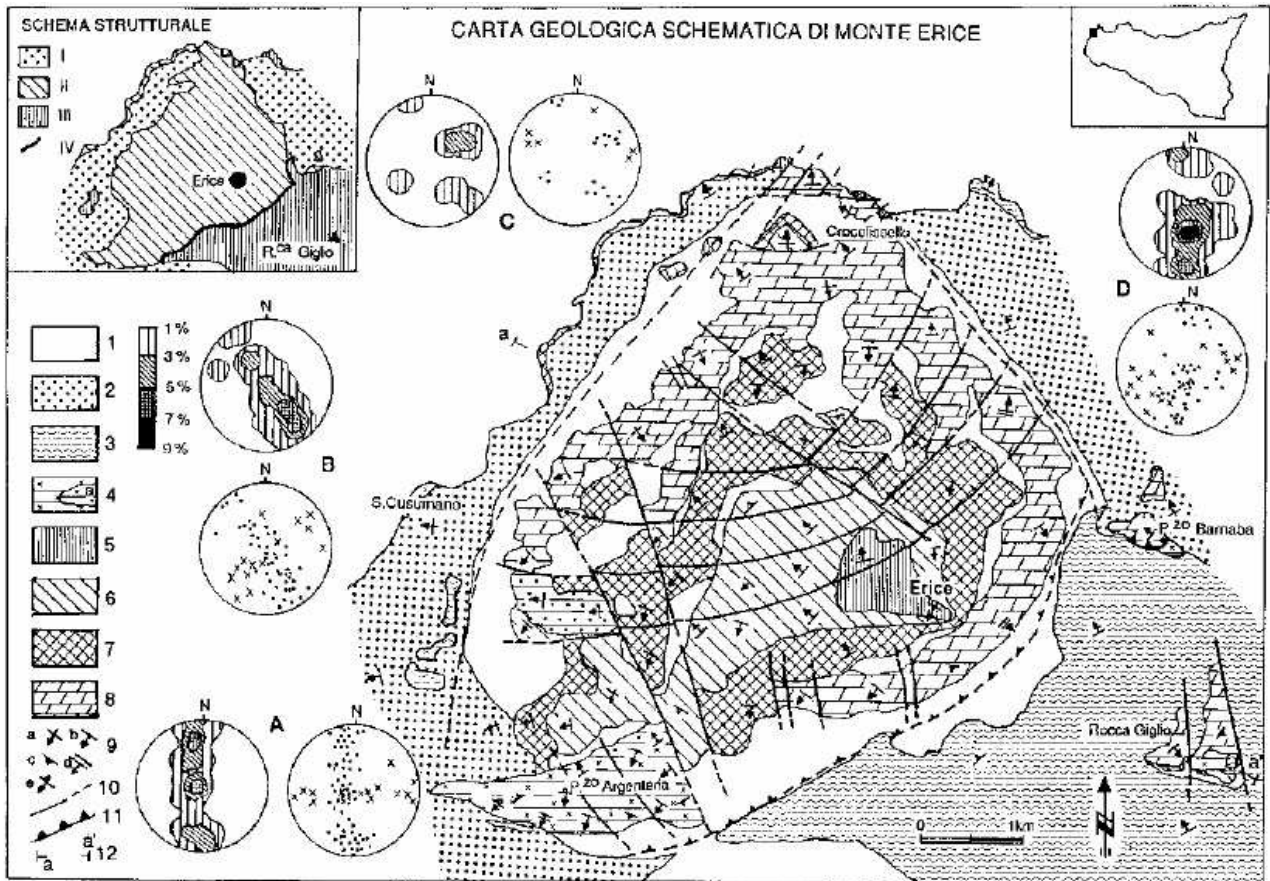 SCHEMA STRUTTURALE
I
II
III
IV
Erice
R.ca Giglio
CARTA GEOLOGICA SCHEMATICA DI MONTE ERICE
N
N
C
N
D
N
1
2
3
4
a
5
6
7
8
a b 9
c d
e
10
11
a a' 12
1%
3%
5%
7%
9%
N
B
N
N
A
N
a
Crocefissello
S.Cusumano
P.zo Barnaba
Erice
Rocca Giglio
a'
P.zo Argenteria
0 1km
N